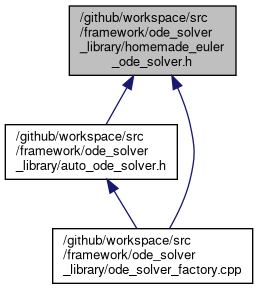 /github/workspace/src
/framework/ode_solver
_library/homemade_euler
_ode_solver.h
/github/workspace/src
/framework/ode_solver
_library/auto_ode_solver.h
/github/workspace/src
/framework/ode_solver
_library/ode_solver_factory.cpp